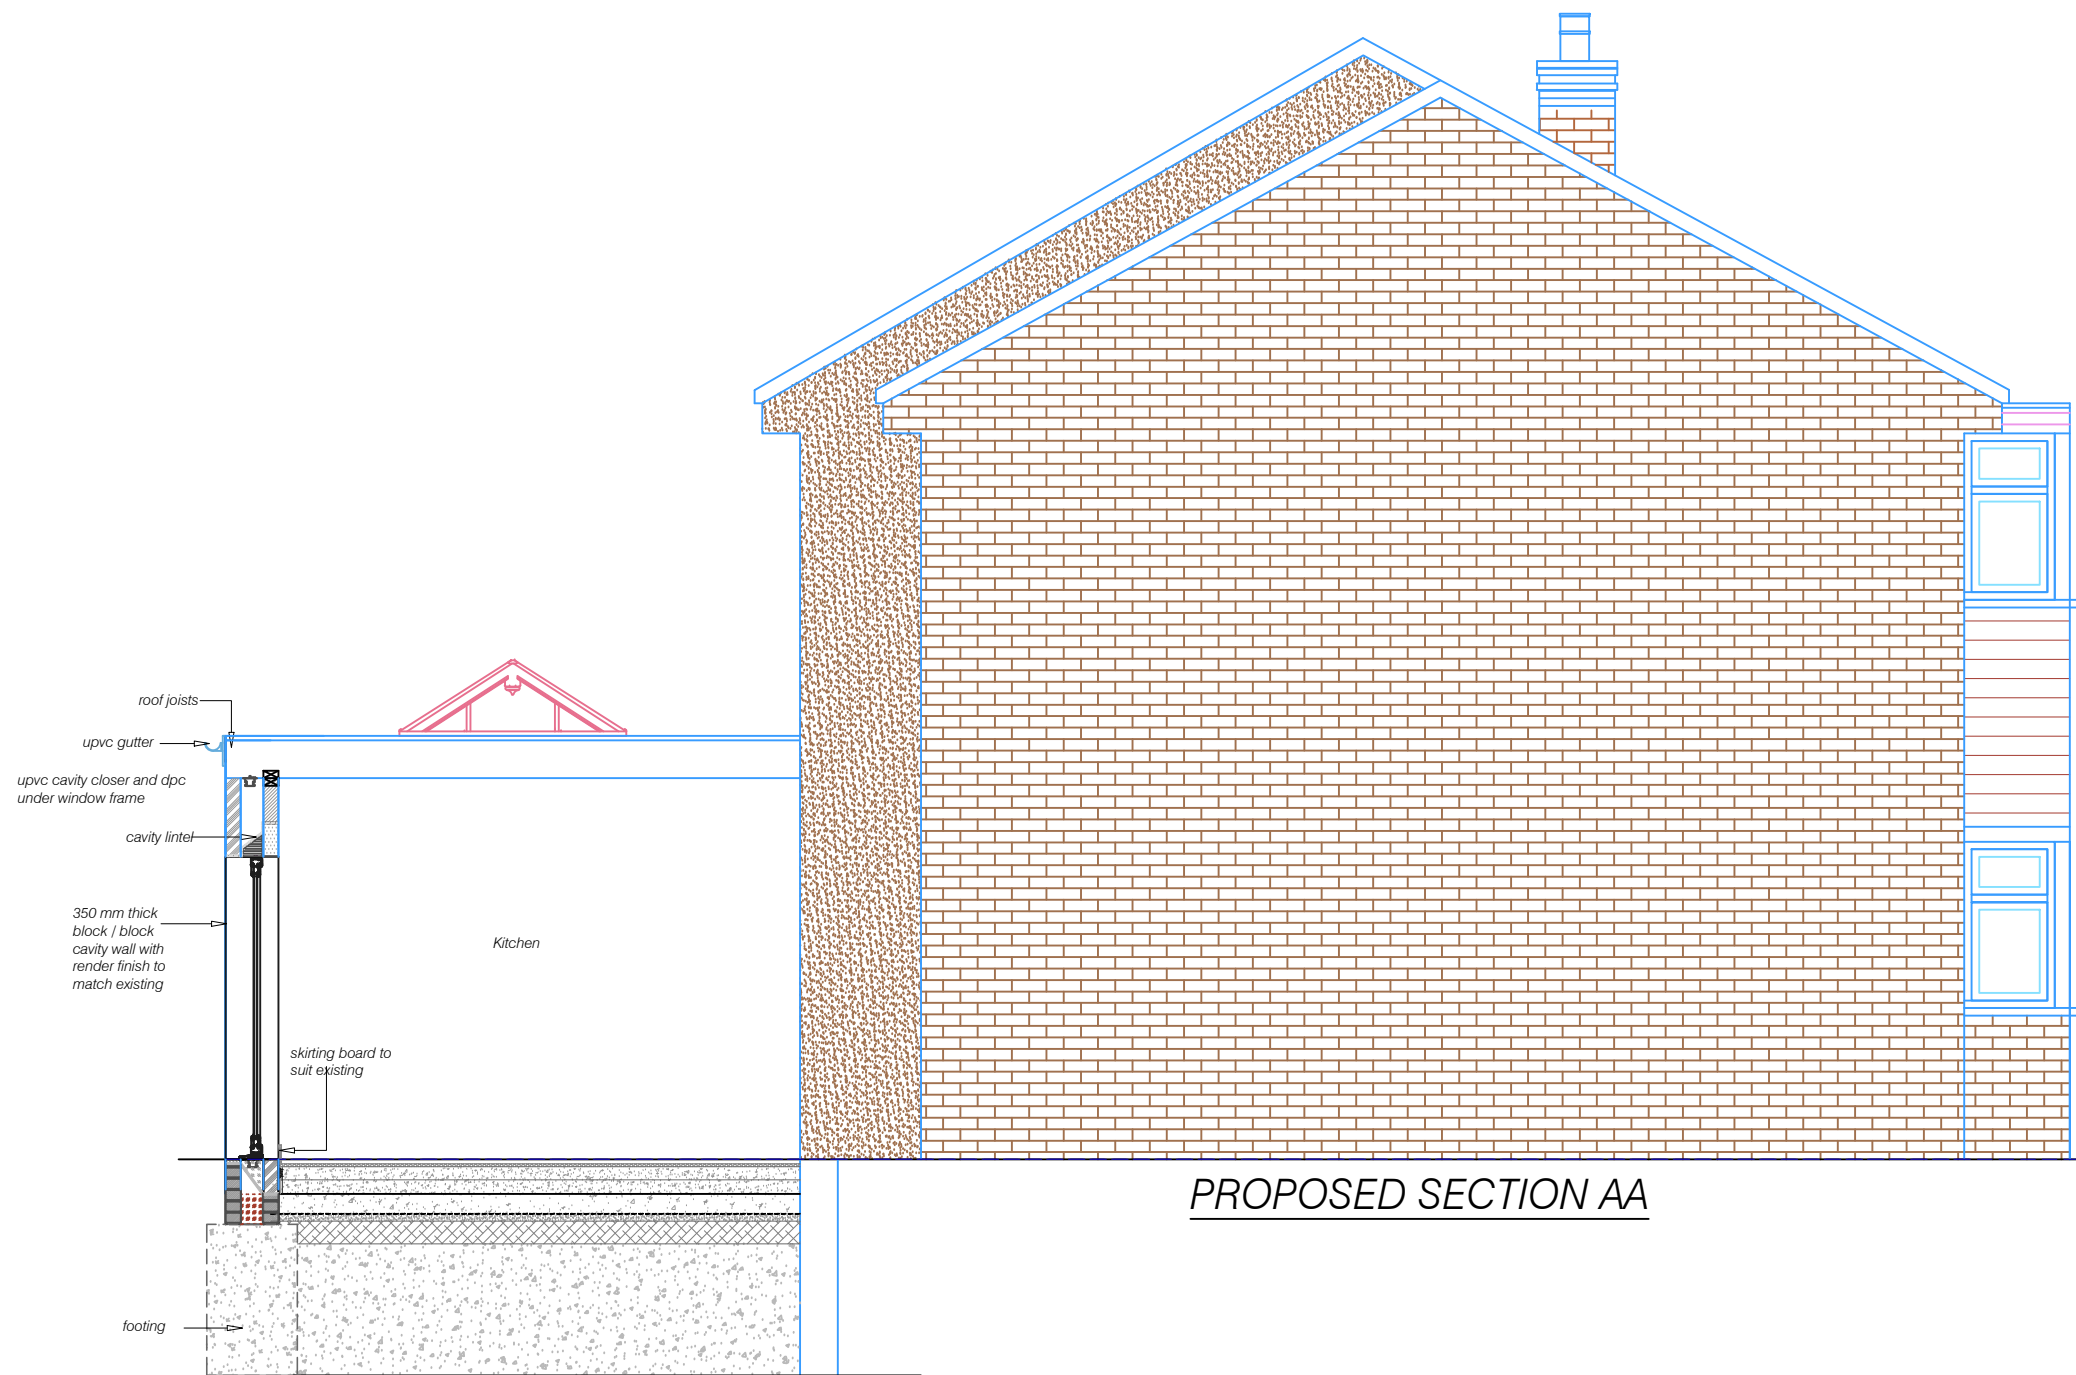 roof joists
upvc gutter
upvc cavity closer and dpc
under window frame
cavity lintel
350 mm thick
block / block
cavity wall with
render finish to
match existing
Kitchen
skirting board to
suit existing
PROPOSED SECTION AA
footing